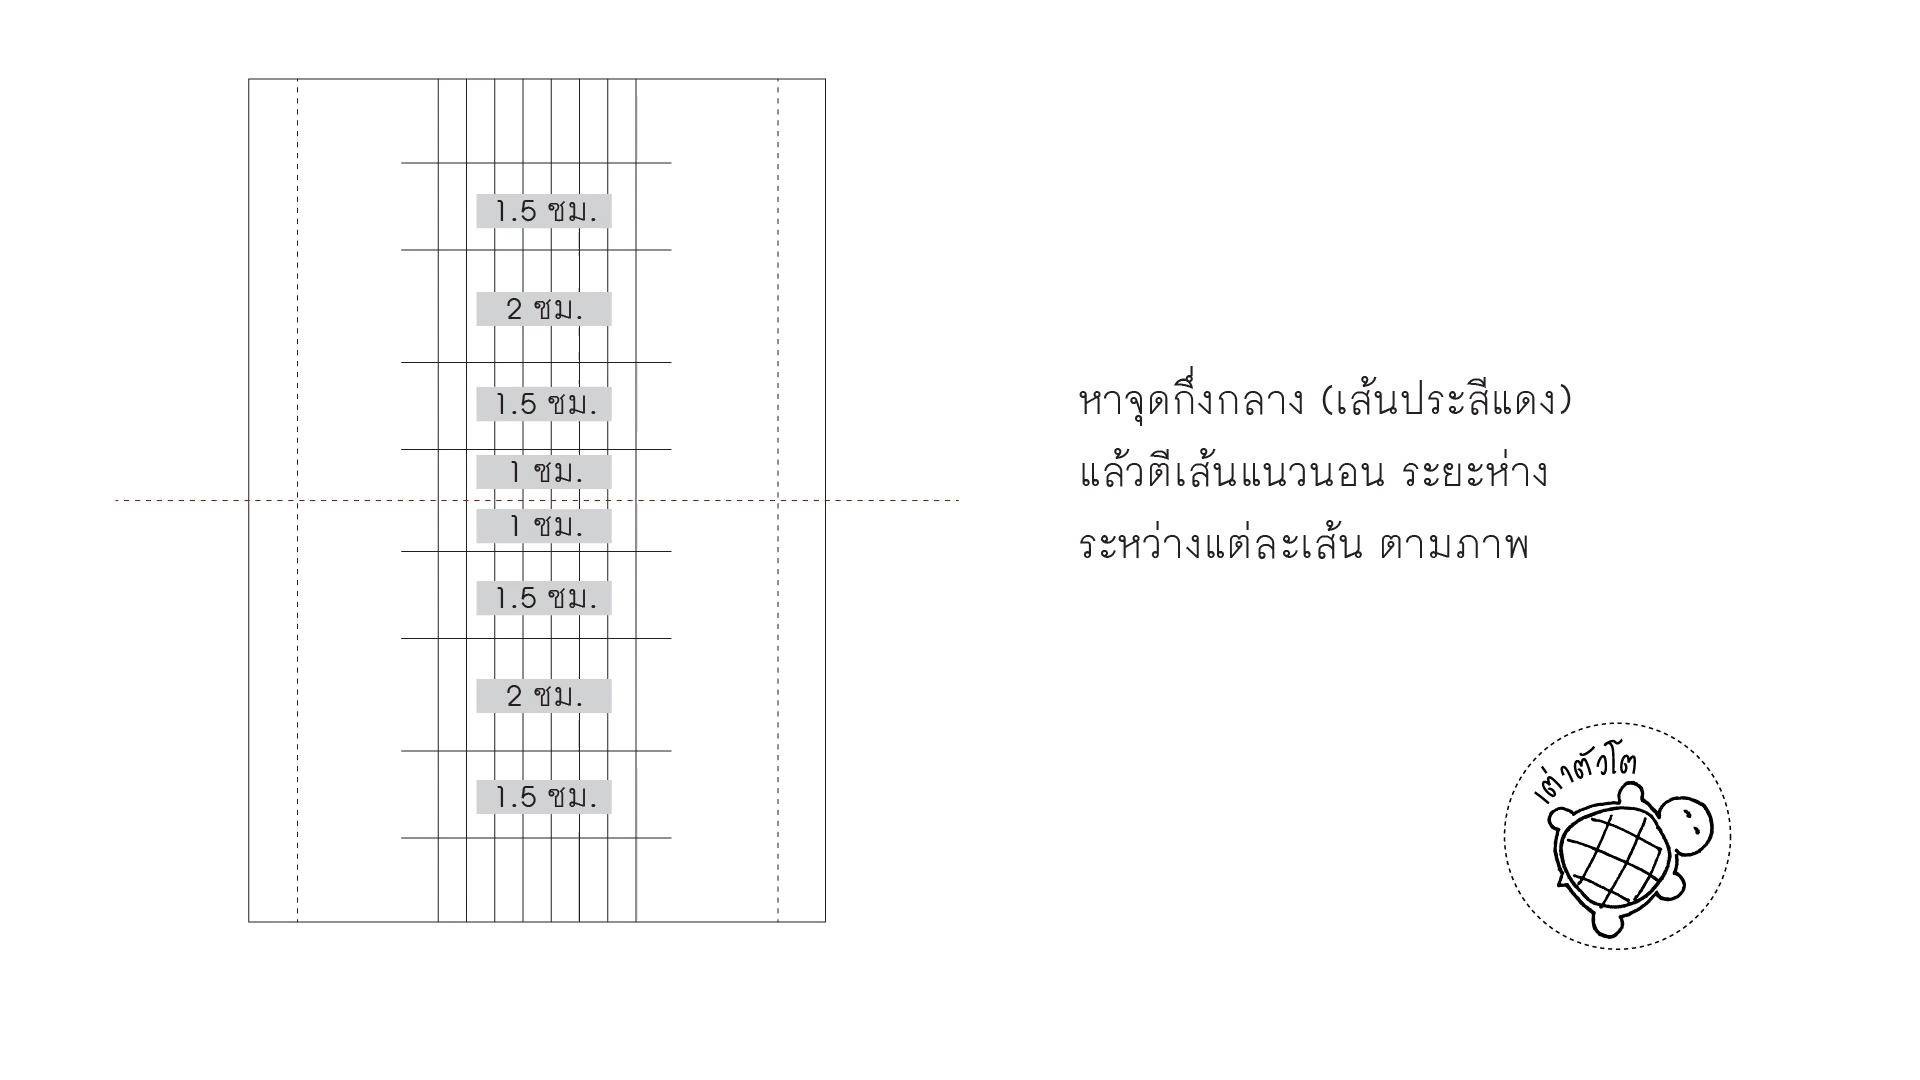 1.5 ซม.
2 ซม.
1.5 ซม.
1 ซม.
1 ซม.
1.5 ซม.
2 ซม.
1.5 ซม.
หาจุดกึ่งกลาง (เส้นประสีแดง)
แล้วตีเส้นแนวนอน ระยะห่าง
ระหว่างแต่ละเส้น ตามภาพ
เต่าตัวโต